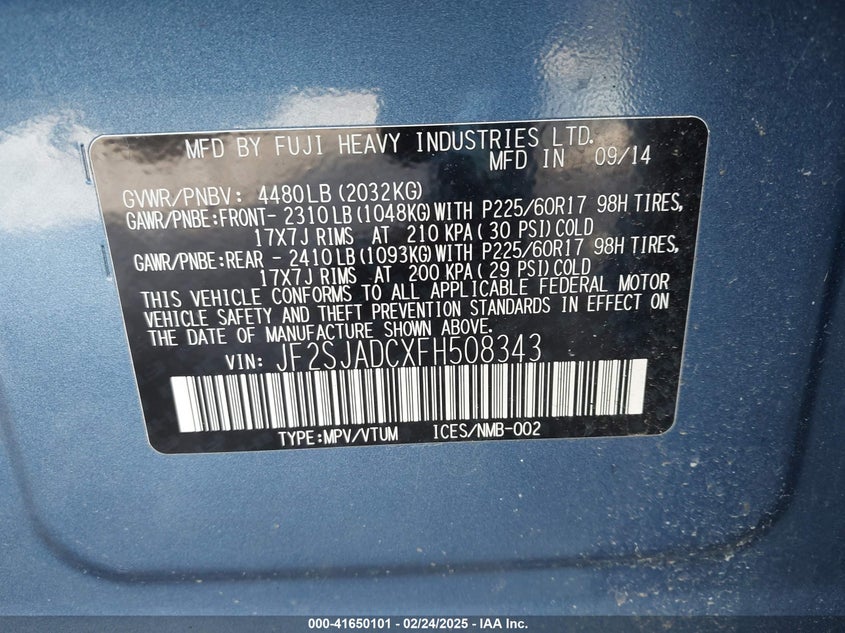 MFD BY FUJI HEAVY INDUSTRIES LTD.
MFD IN 09/14
GVWR/PNBV: 4480LB (2032KG)
GAWR/PNBE:FRONT- 2310 LB (1048KG) WITH P225/60R17 98H TIRES,
17X7J RIMS AT 210 KPA ( 30 PSI) COLD
GAWR/PNBE:REAR - 2410 LB (1093KG) WITH P225/60R17 98H TIRES,
17X7J RIMS AT 200 KPA ( 29 PSI) COLD
THIS VEHICLE CONFORMS TO ALL APPLICABLE FEDERAL MOTOR
VEHICLE SAFETY AND THEFT PREVENTION STANDARDS IN EFFECT ON
THE DATE OF MANUFACTURE SHOWN ABOVE.
VIN: JF2SJADCXFH508343
TYPE:MPV/VTUM ICES/NMB-002
000-41650101 - 02/24/2025 - IAA Inc.